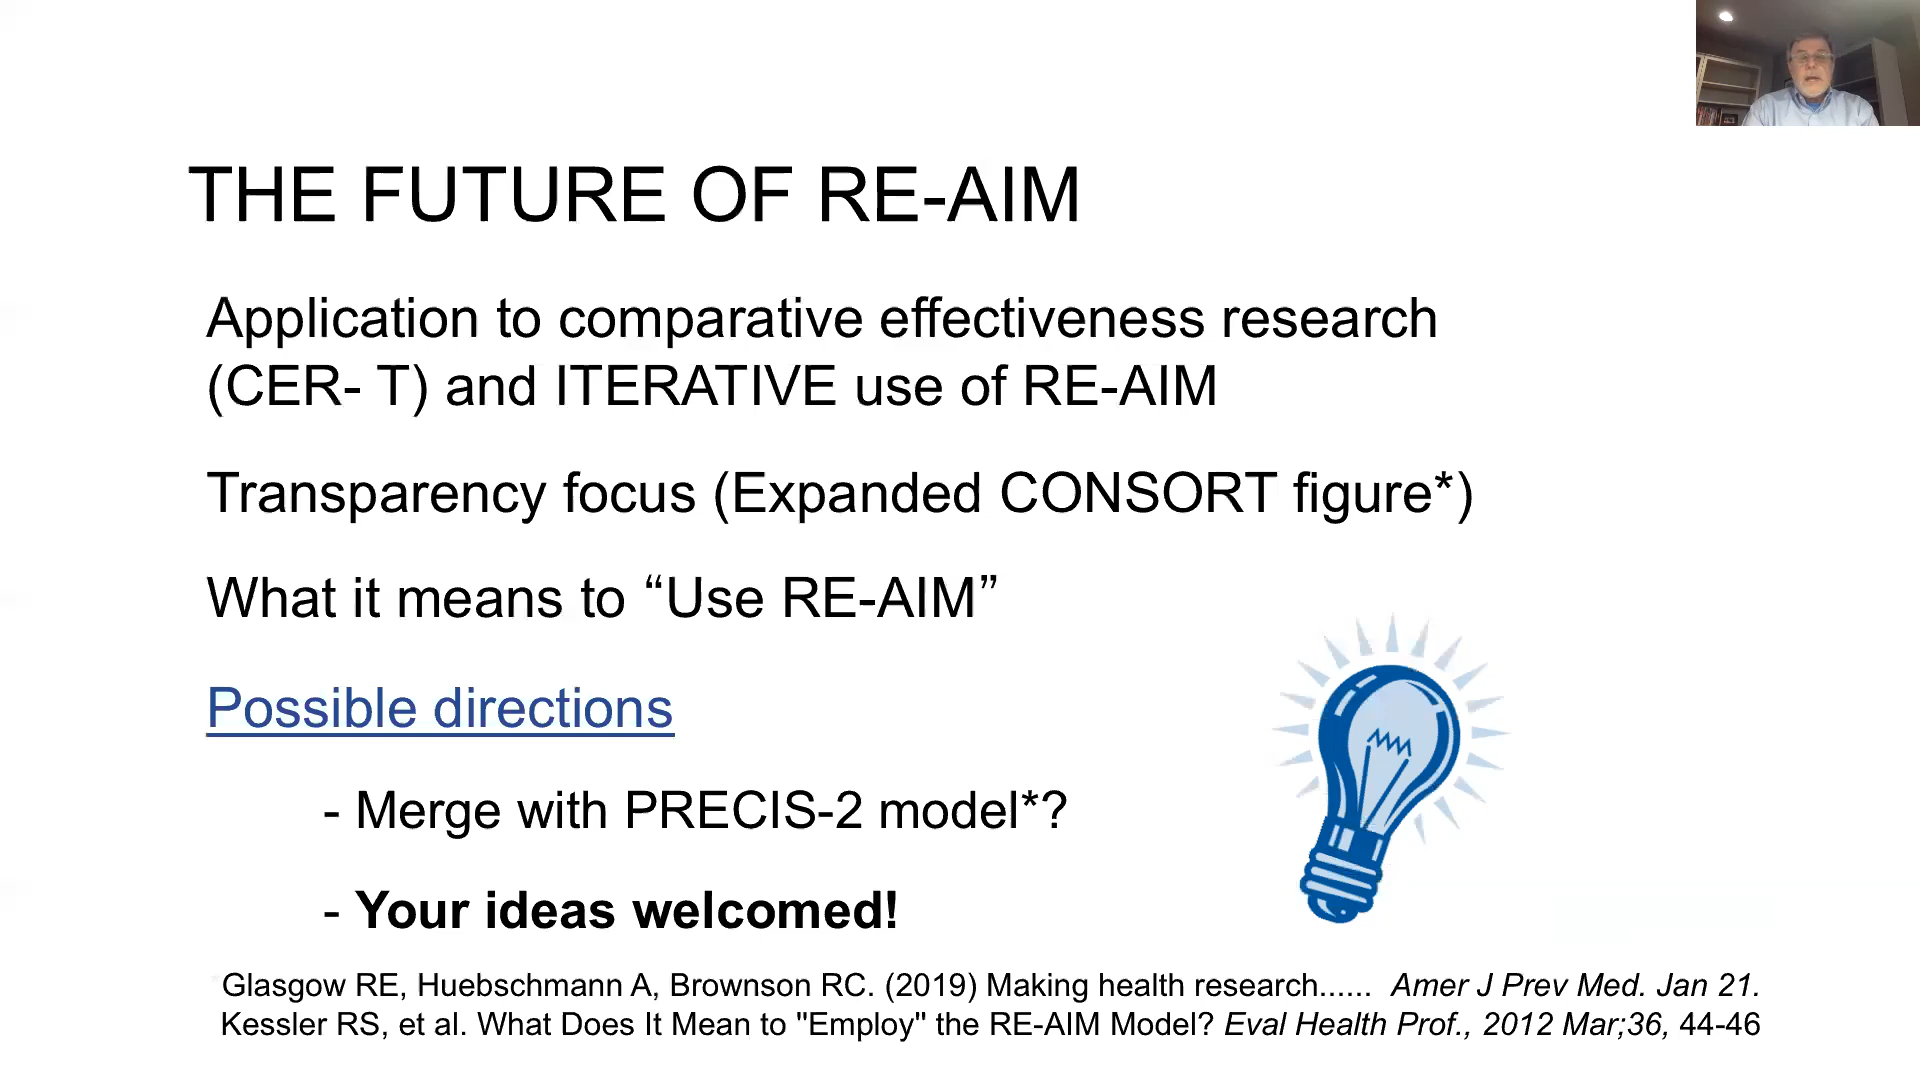 THE FUTURE OF RE-AIM
Application to comparative effectiveness research
(CER- T) and ITERATIVE use of RE-AIM
Transparency focus (Expanded CONSORT figure*)
What it means to “Use RE-AIM”
Possible directions
- Merge with PRECIS-2 model*?
- Your ideas welcomed!
Glasgow RE, Huebschmann A, Brownson RC. (2019) Making health research...... Amer J Prev Med. Jan 21.
Kessler RS, et al. What Does It Mean to "Employ" the RE-AIM Model? Eval Health Prof., 2012 Mar;36, 44-46